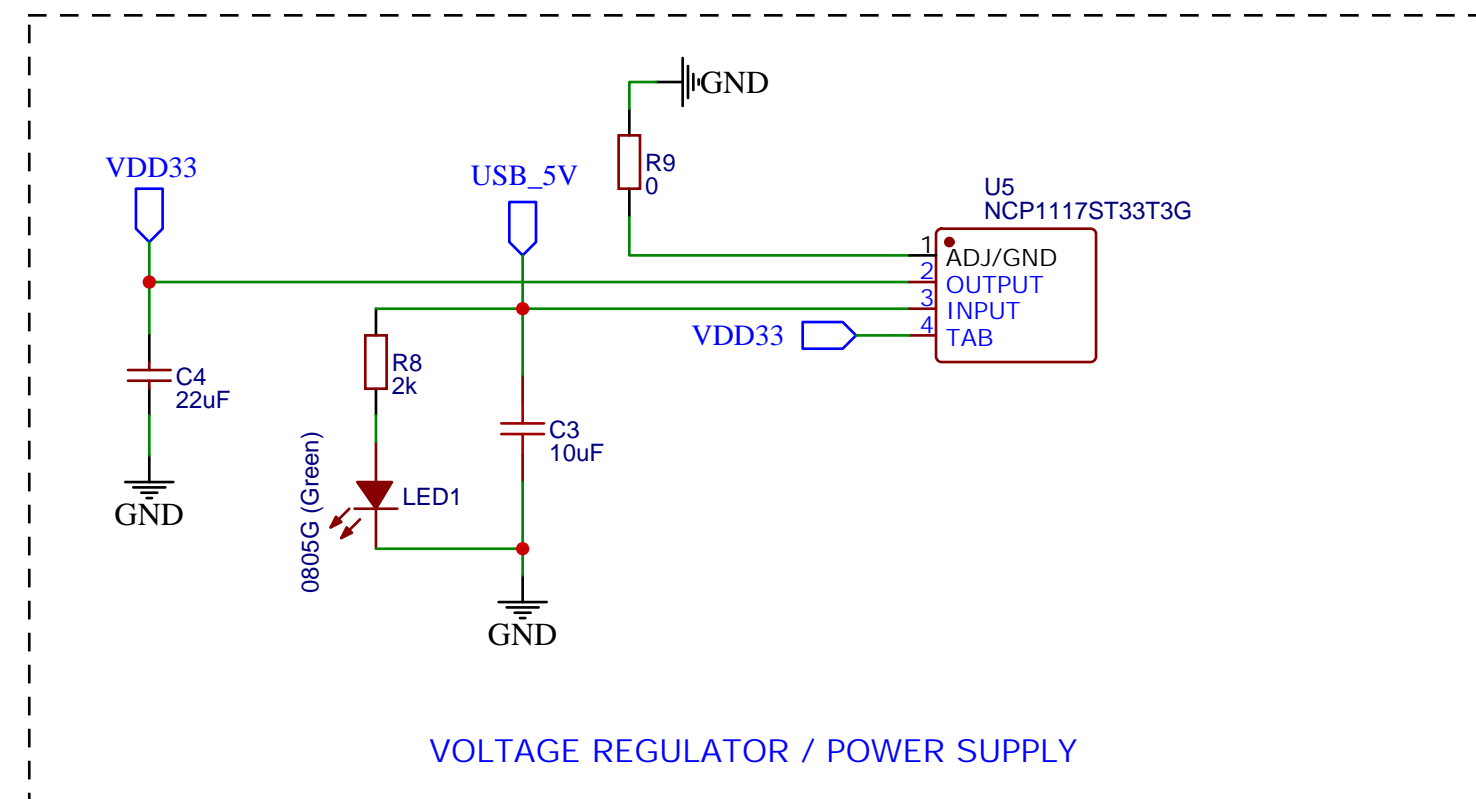 GND
VDD33
USB_5V
R9
0
U5
NCP1117ST33T3G
1
ADJ/GND
2
OUTPUT
3
INPUT
4
TAB
VDD33
R8
2k
C4
22uF
C3
10uF
0805G (Green)
LED1
GND
GND
VOLTAGE REGULATOR / POWER SUPPLY